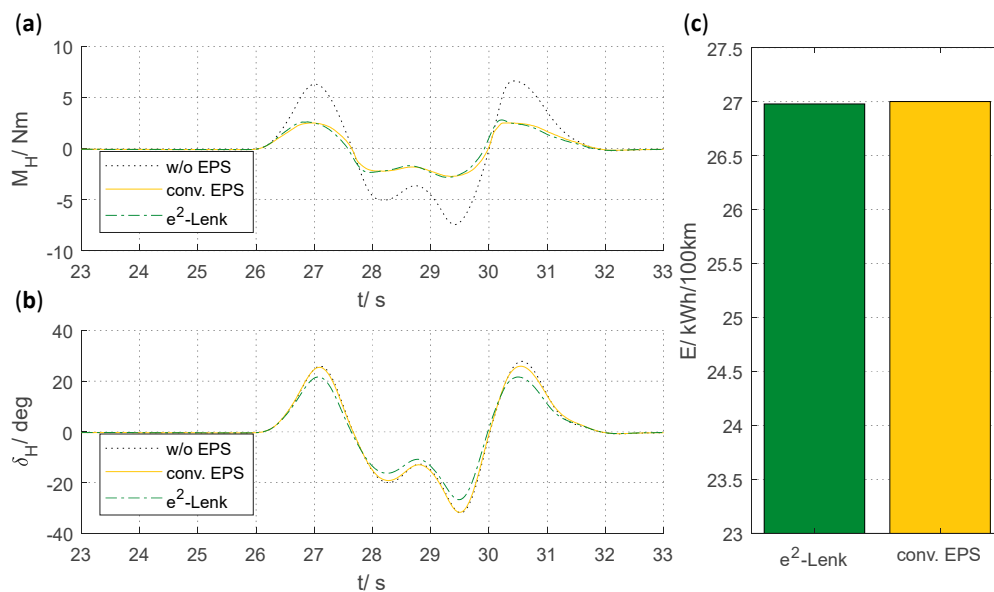 (a)
10
5
0
-5
-10
M_H/ Nm
w/o EPS
conv. EPS
e²-Lenk
23 24 25 26 27 28 29 30 31 32 33
t/ s
(b)
40
20
0
-20
-40
δ_H/ deg
w/o EPS
conv. EPS
e²-Lenk
23 24 25 26 27 28 29 30 31 32 33
t/ s
(c)
27.5
27
26.5
26
25.5
25
24.5
24
23.5
23
E/ kWh/100km
e²-Lenk conv. EPS